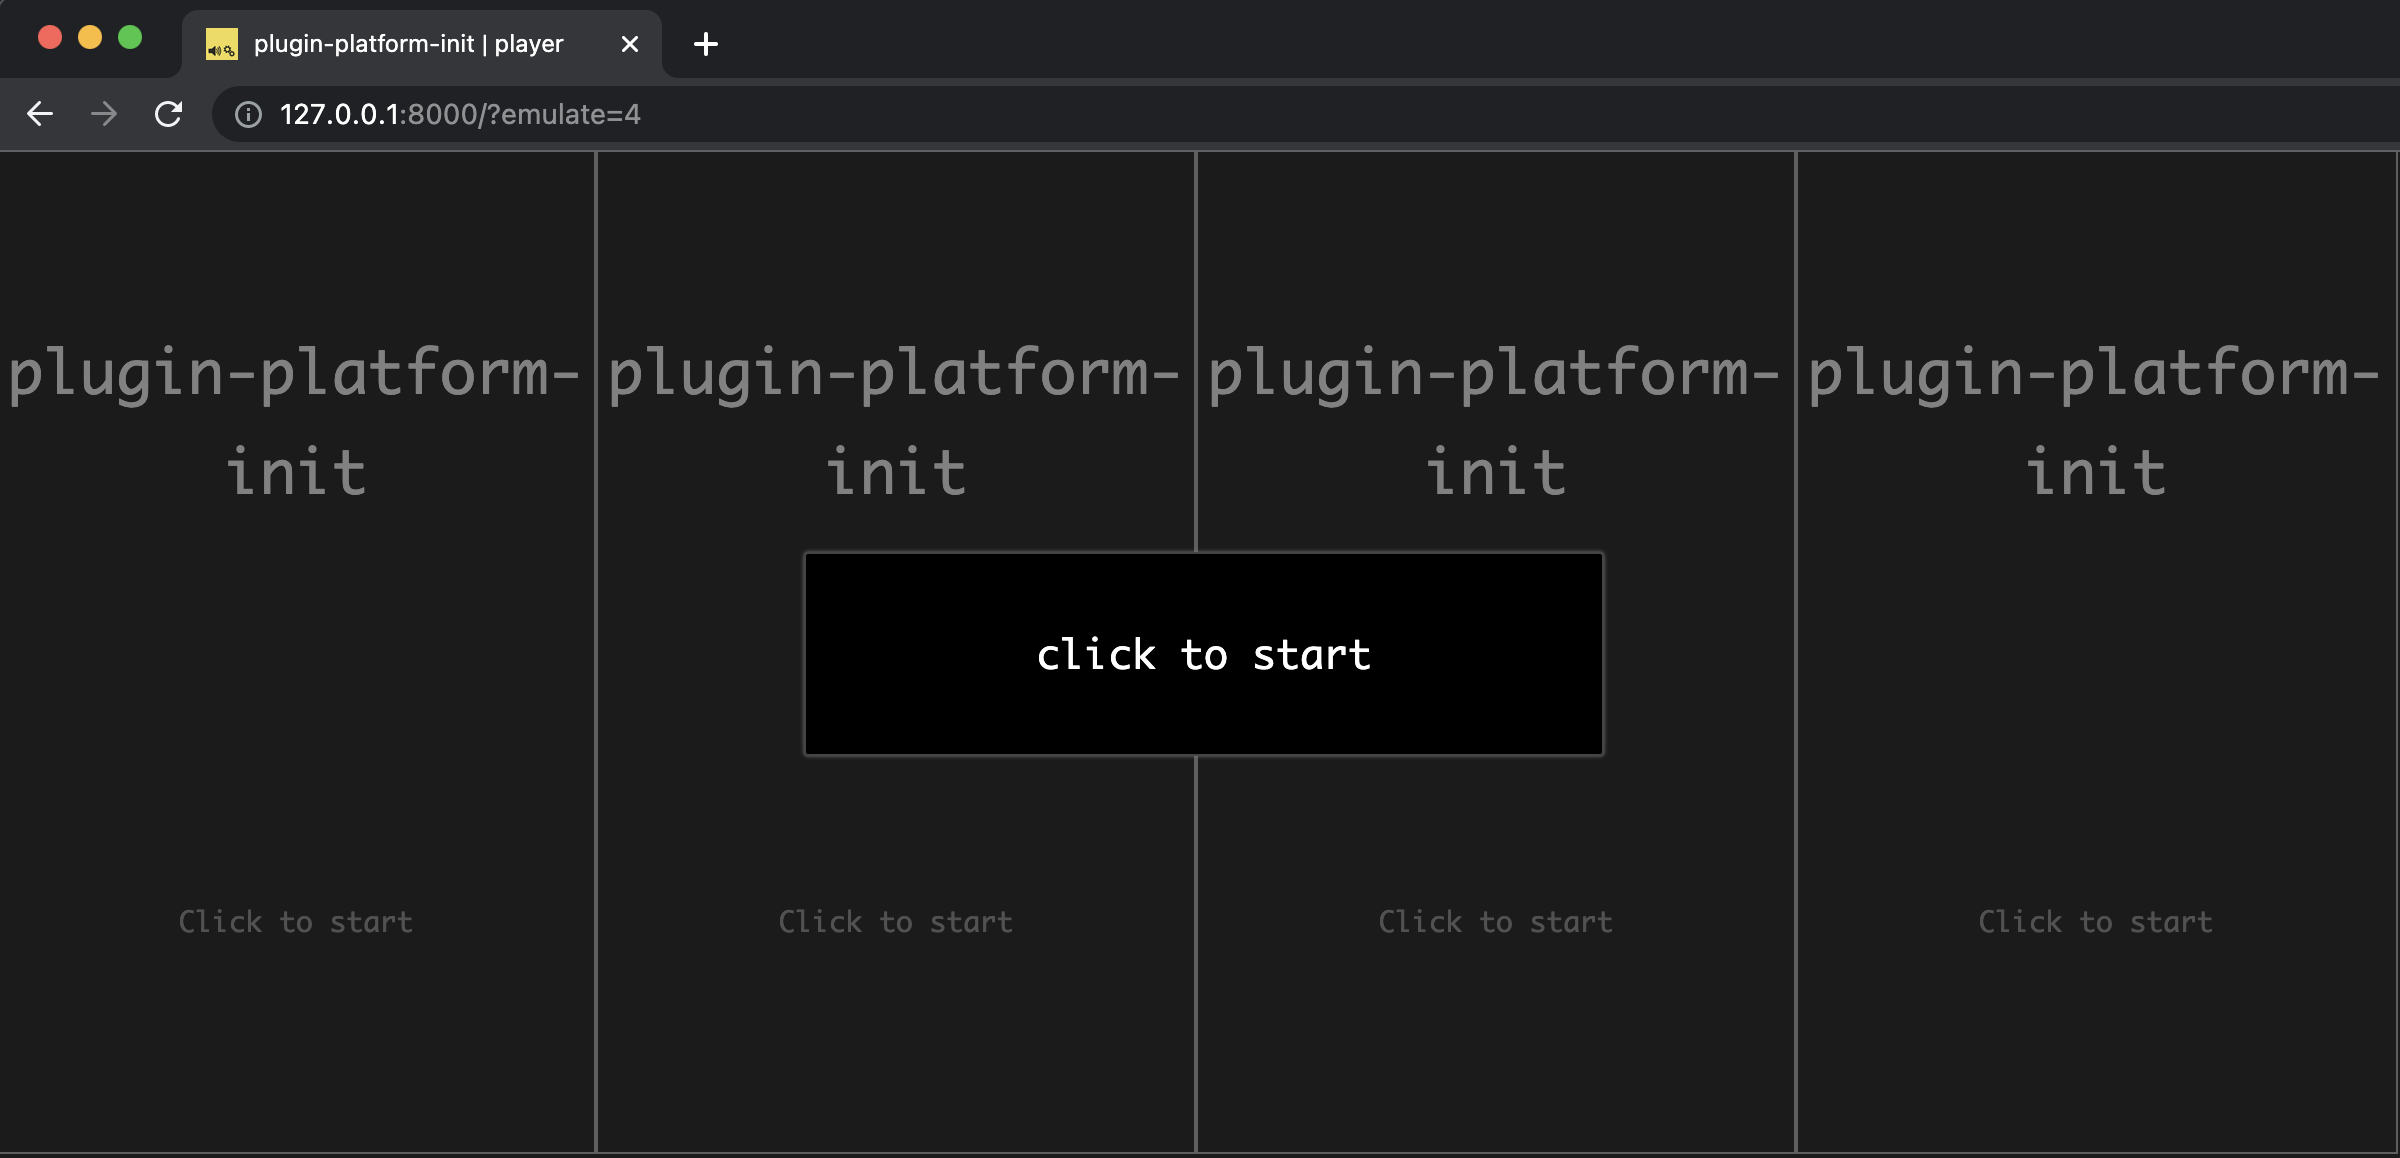 plugin-platform-init | player
127.0.0.1:8000/?emulate=4
plugin-platform-
init
plugin-platform-
init
plugin-platform-
init
plugin-platform-
init
click to start
Click to start
Click to start
Click to start
Click to start